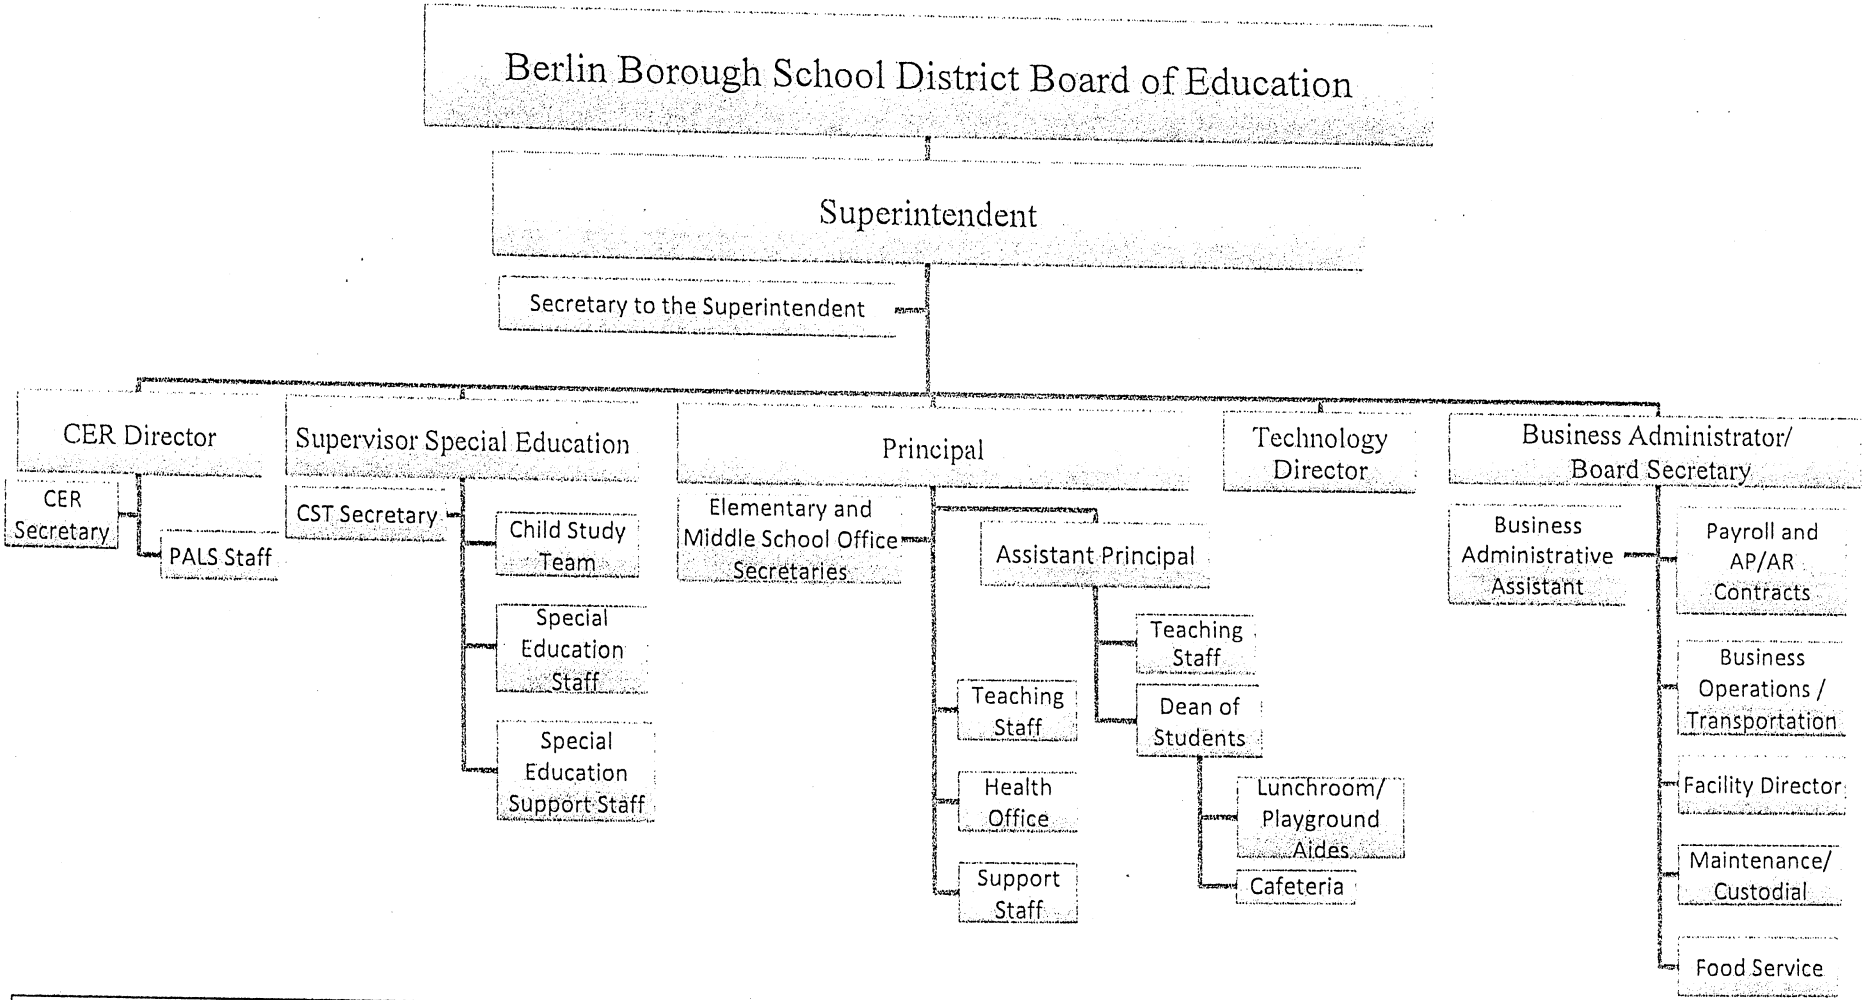 Berlin Borough School District Board of Education
Superintendent
Secretary to the Superintendent
CER Director
CER
Secretary
PALS Staff
Supervisor Special Education
CST Secretary
Child Study
Team
Special
Education
Staff
Special
Education
Support Staff
Principal
Elementary and
Middle School Office
Secretaries
Assistant Principal
Teaching
Staff
Dean of
Students
Lunchroom/
Playground
Aides
Cafeteria
Teaching
Staff
Health
Office
Support
Staff
Technology
Director
Business Administrator/
Board Secretary
Business
Administrative
Assistant
Payroll and
AP/AR
Contracts
Business
Operations /
Transportation
Facility Director
Maintenance/
Custodial
Food Service